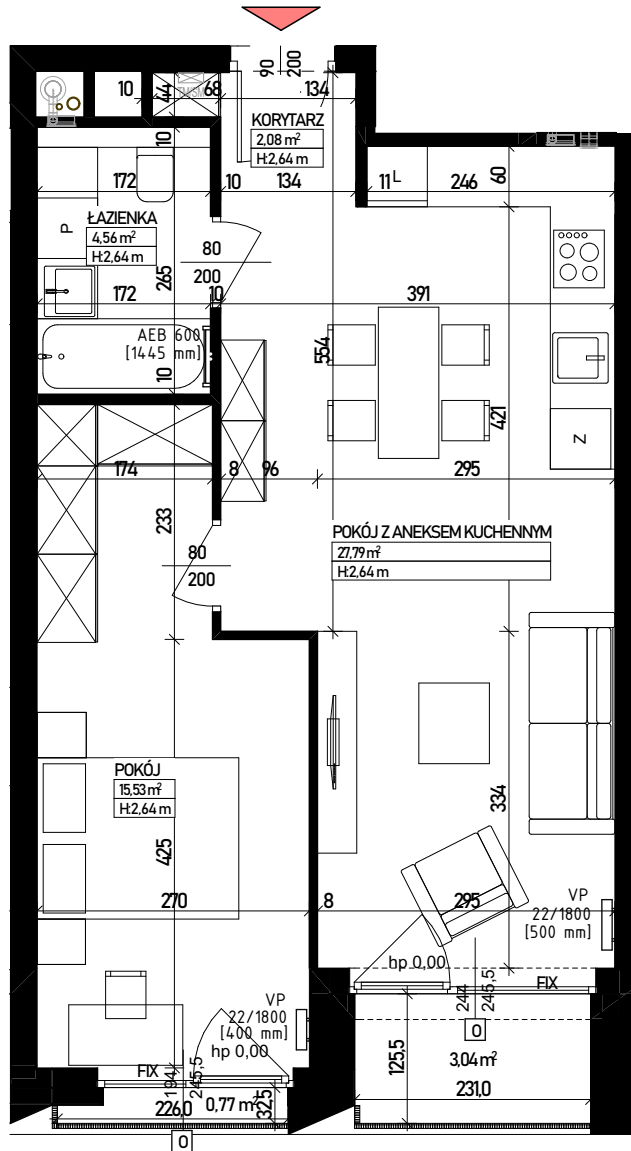 90
200
10
44
68
134
KORYTARZ
2,08 m²
H:2,64 m
10
172
10
134
11
L
246
60
ŁAZIENKA
4,56 m²
H:2,64 m
P
80
200
265
172
10
391
AEB 600
[1445 mm]
10
554
421
Z
174
8
96
295
233
80
200
POKÓJ Z ANEKSEM KUCHENNYM
27,79 m²
H:2,64 m
POKÓJ
15,53 m²
H:2,64 m
425
334
270
8
295
VP
22/1800
[500 mm]
hp 0,00
244
245,5
FIX
VP
22/1800
[400 mm]
hp 0,00
O
125,5
3,04 m²
231,0
FIX
194
245,5
226,0
0,77 m²
32,5
O